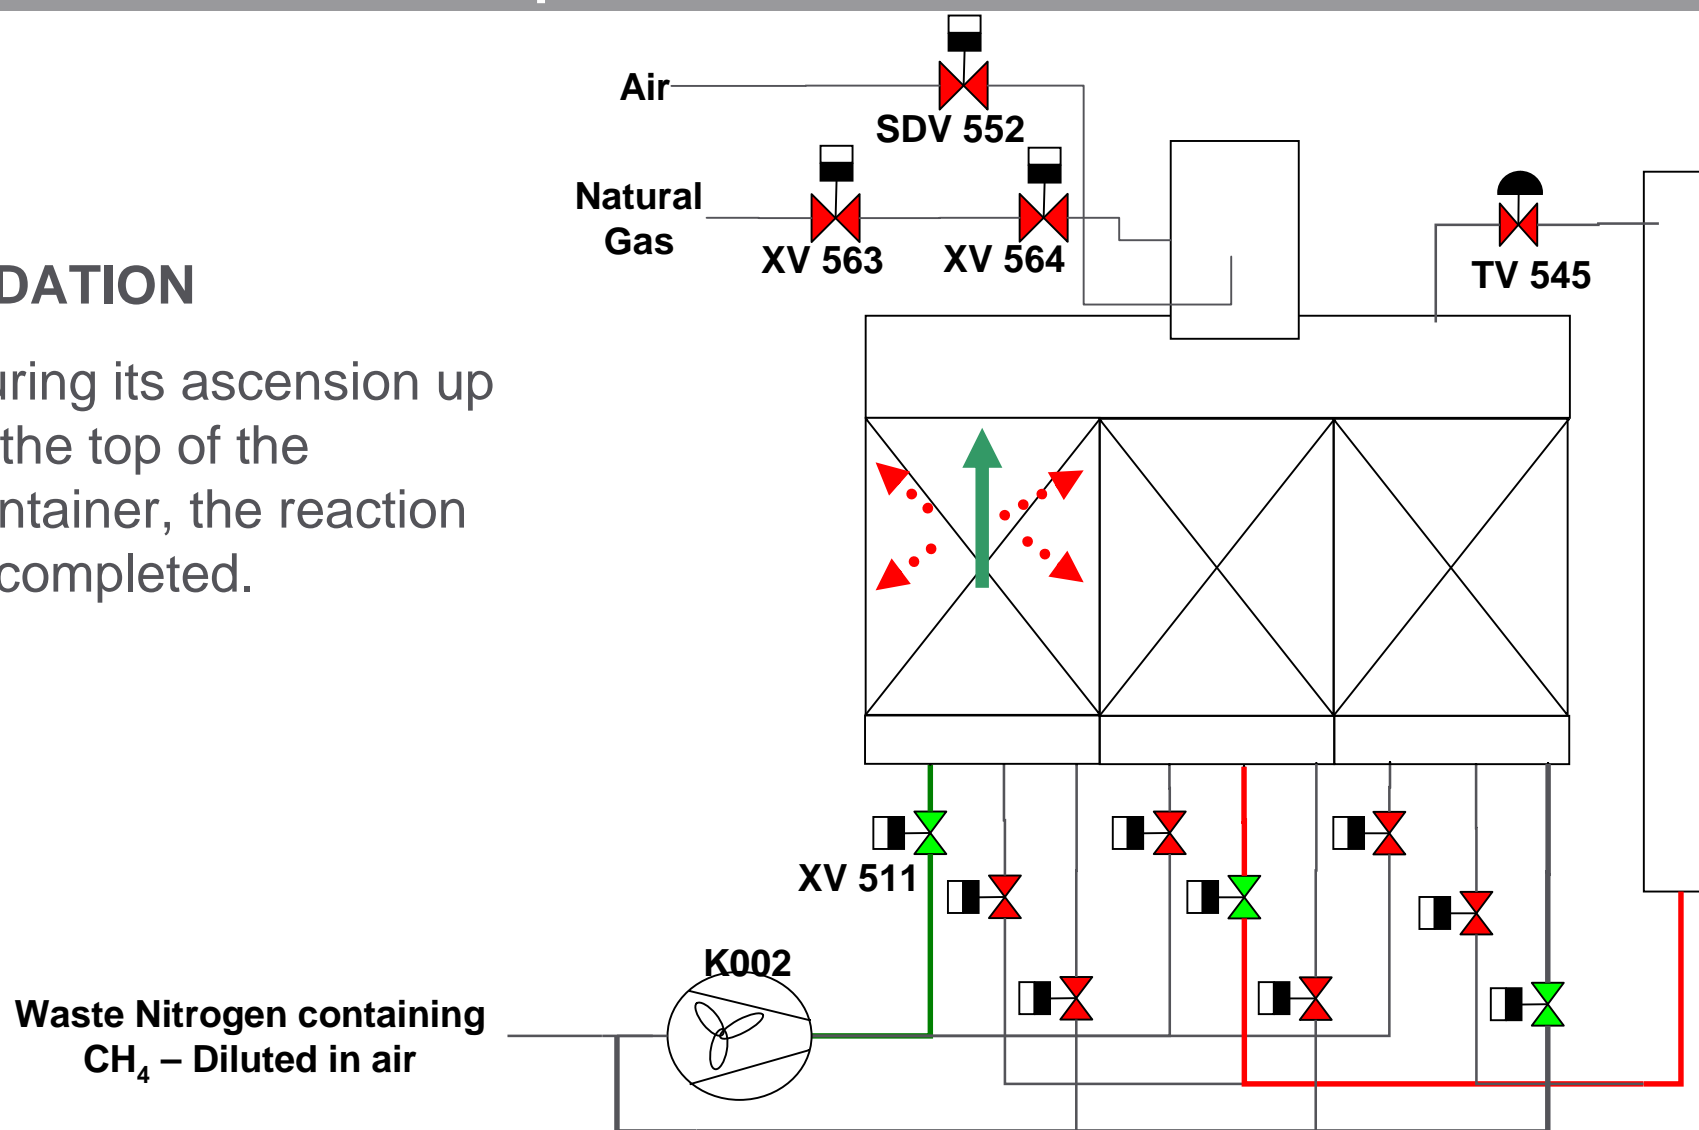 Air
SDV 552
Natural
Gas
XV 563
XV 564
TV 545
DATION
uring its ascension up
the top of the
ntainer, the reaction
completed.
XV 511
K002
Waste Nitrogen containing
CH₄ – Diluted in air